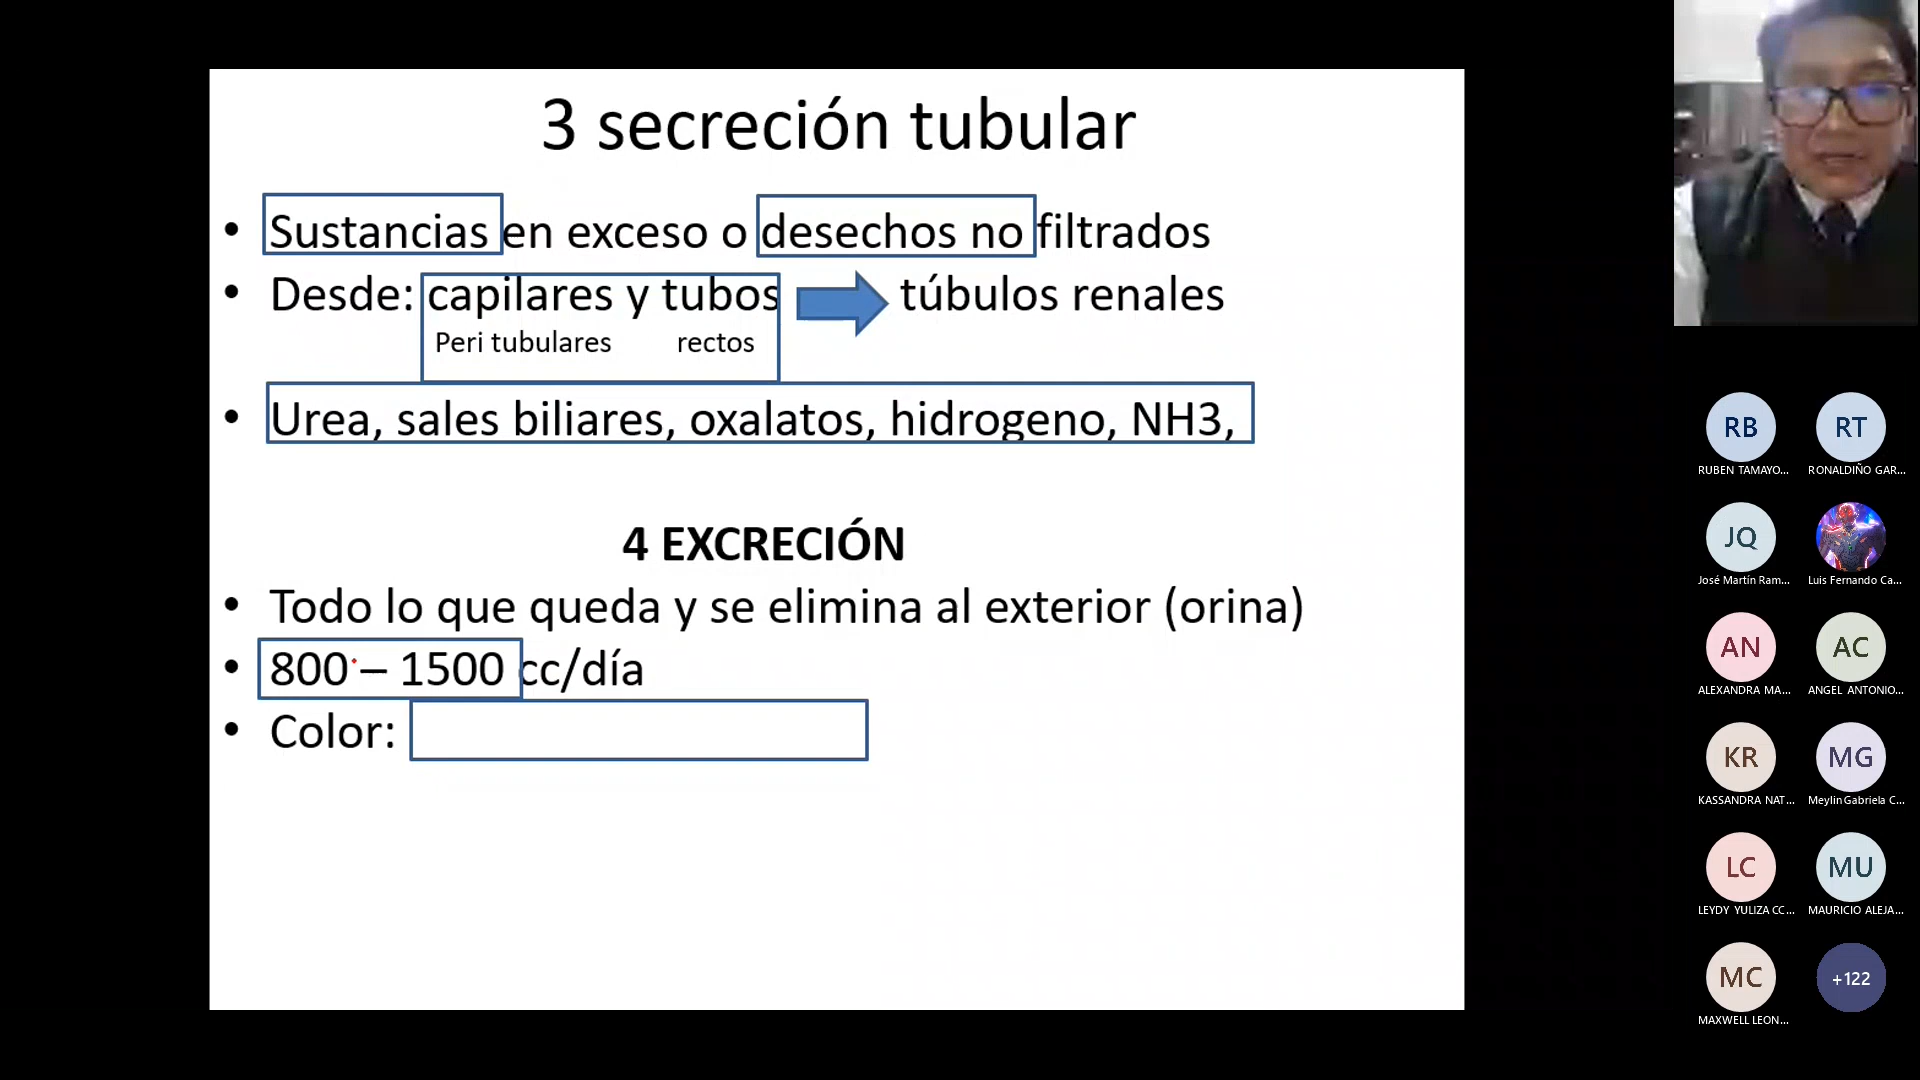 3 secreción tubular
• Sustancias en exceso o desechos no filtrados
• Desde: capilares y tubos túbulos renales
Peri tubulares rectos
• Urea, sales biliares, oxalatos, hidrogeno, NH3,
4 EXCRECIÓN
• Todo lo que queda y se elimina al exterior (orina)
• 800 – 1500 cc/día
• Color:
RB RT
RUBEN TAMAYO... RONALDIÑO GAR...
JQ
José Martín Ram... Luis Fernando Ca...
AN AC
ALEXANDRA MA... ANGEL ANTONIO...
KR MG
KASSANDRA NAT... Meylin Gabriela C...
LC MU
LEYDY YULIZA CC... MAURICIO ALEJA...
MC +122
MAXWELL LEON...